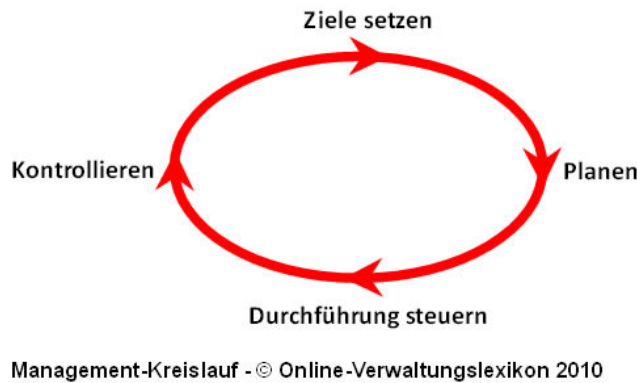 Ziele setzen
Kontrollieren
Planen
Durchführung steuern
Management-Kreislauf - © Online-Verwaltungslexikon 2010